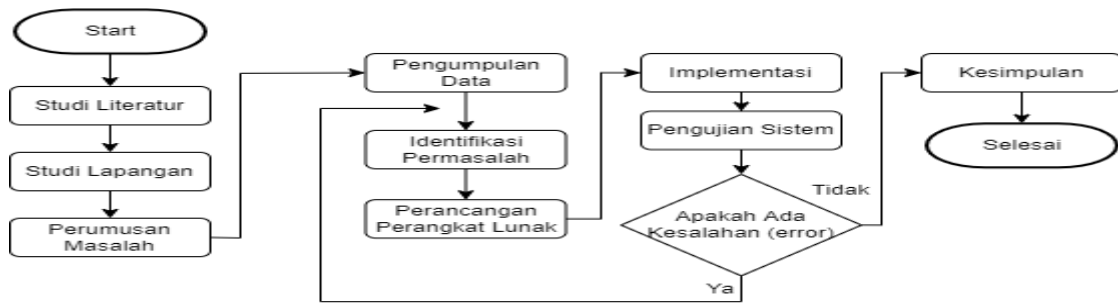 Start
Studi Literatur
Studi Lapangan
Perumusan
Masalah
Pengumpulan
Data
Identifikasi
Permasalah
Perancangan
Perangkat Lunak
Implementasi
Pengujian Sistem
Apakah Ada
Kesalahan (error)
Ya
Tidak
Kesimpulan
Selesai